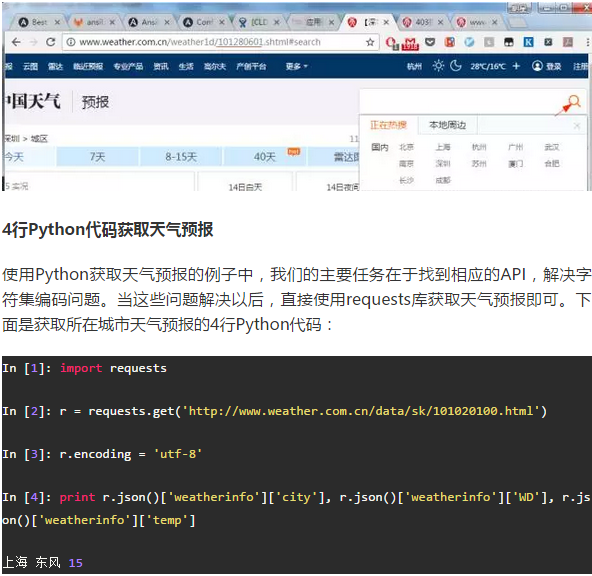 Best
ansi
Ansi
Con
[CLI
应用
【深
403
www
www.weather.com.cn/weather1d/101280601.shtml#search
报 云图 雷达 临近预报 专业产品 资讯 生活 高尔夫 产创平台 更多
杭州 28℃/16℃ + 登录 注册
中国天气 预报
正在热搜 本地周边
深圳 > 城区 11
今天 7天 8-15天 40天 雷达图
国内 北京 上海 杭州 广州 武汉
南京 深圳 苏州 厦门 合肥
长沙 成都
实况 14日白天 14日夜间
4行Python代码获取天气预报
使用Python获取天气预报的例子中，我们的主要任务在于找到相应的API，解决字
符集编码问题。当这些问题解决以后，直接使用requests库获取天气预报即可。下
面是获取所在城市天气预报的4行Python代码：
In [1]: import requests
In [2]: r = requests.get('http://www.weather.com.cn/data/sk/101020100.html')
In [3]: r.encoding = 'utf-8'
In [4]: print r.json()['weatherinfo']['city'], r.json()['weatherinfo']['WD'], r.js
on()['weatherinfo']['temp']
上海 东风 15